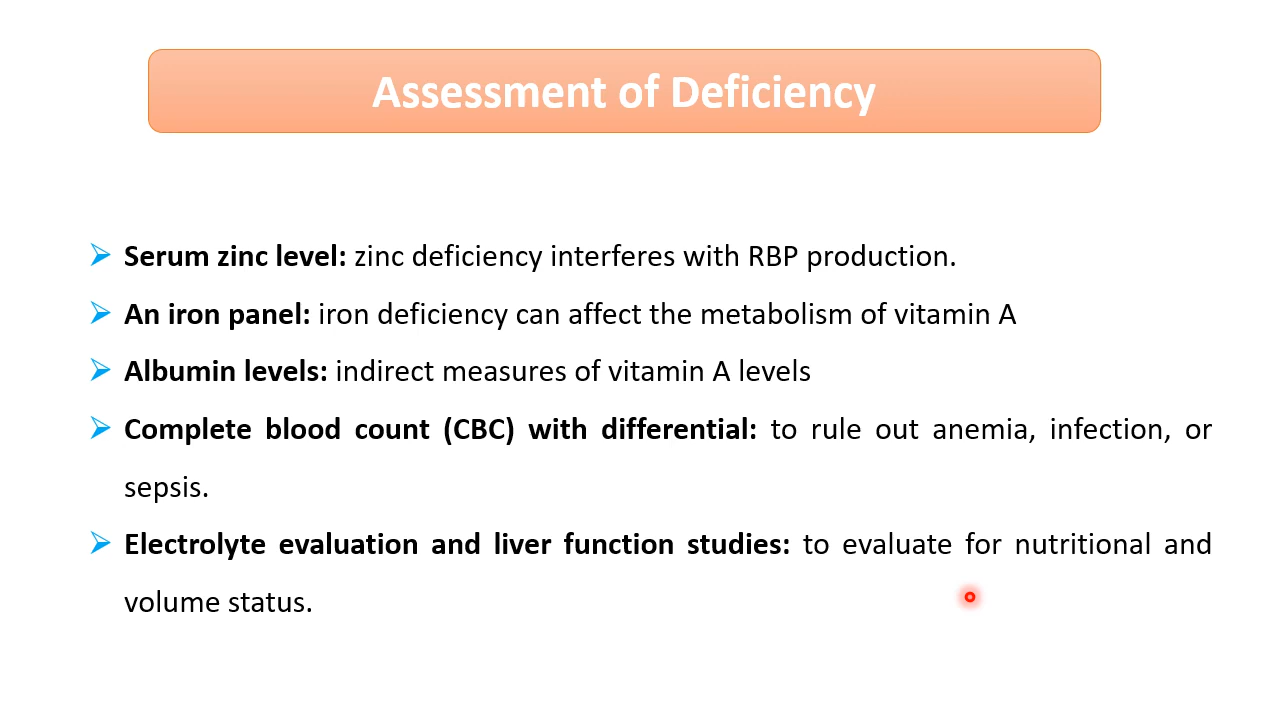 Assessment of Deficiency
Serum zinc level: zinc deficiency interferes with RBP production.
An iron panel: iron deficiency can affect the metabolism of vitamin A
Albumin levels: indirect measures of vitamin A levels
Complete blood count (CBC) with differential: to rule out anemia, infection, or
sepsis.
Electrolyte evaluation and liver function studies: to evaluate for nutritional and
volume status.